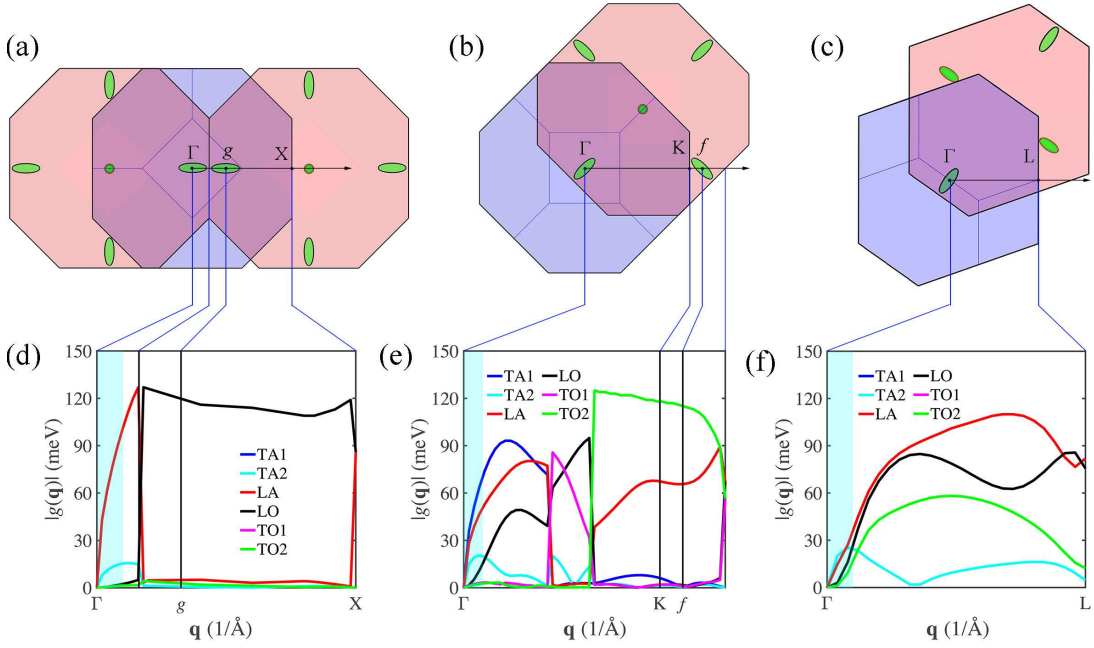 (a)
Γ
g
X
(b)
Γ
K
f
(c)
Γ
L
(d)
150
120
90
60
30
0
|g(q)| (meV)
TA1
TA2
LA
LO
TO1
TO2
Γ
g
X
q (1/Å)
(e)
150
120
90
60
30
0
|g(q)| (meV)
TA1 LO
TA2 TO1
LA TO2
Γ
K
f
q (1/Å)
(f)
150
120
90
60
30
0
|g(q)| (meV)
TA1 LO
TA2 TO1
LA TO2
Γ
L
q (1/Å)